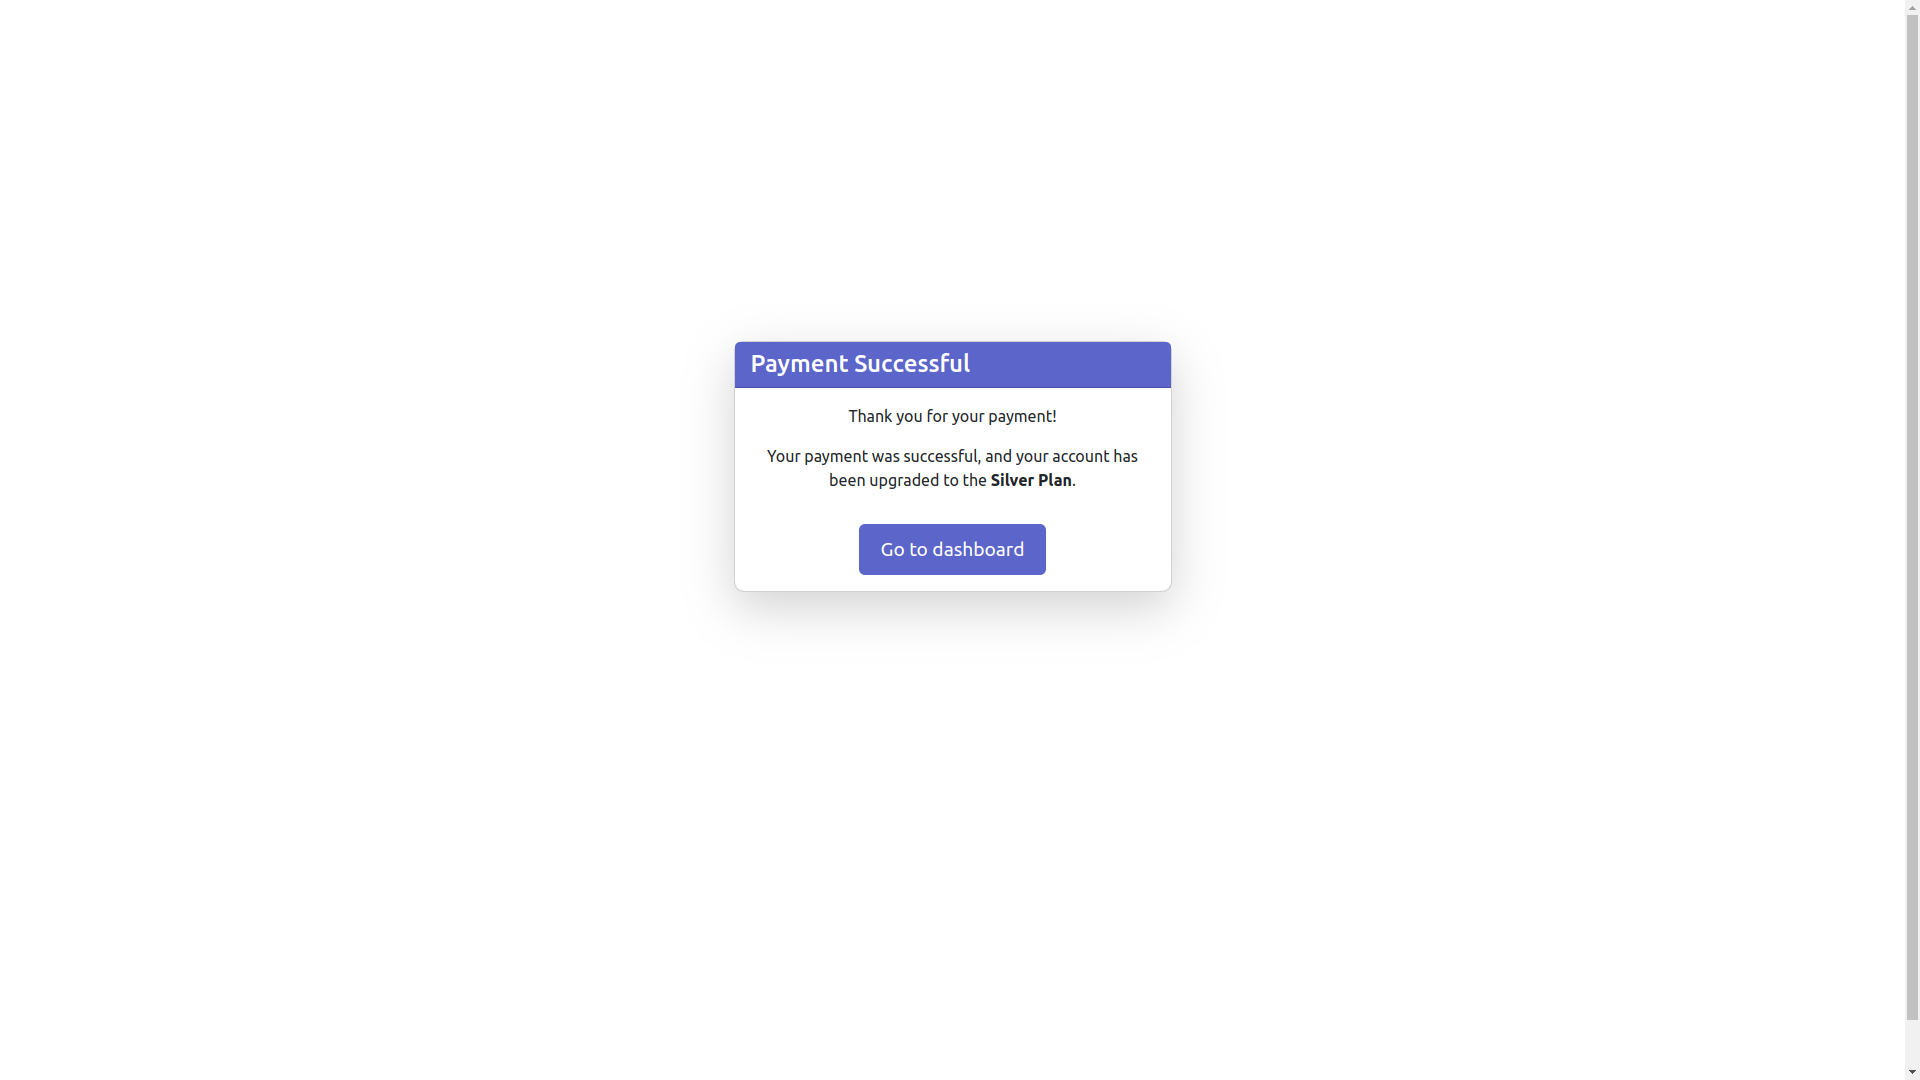 Payment Successful
Thank you for your payment!
Your payment was successful, and your account has
been upgraded to the Silver Plan.
Go to dashboard